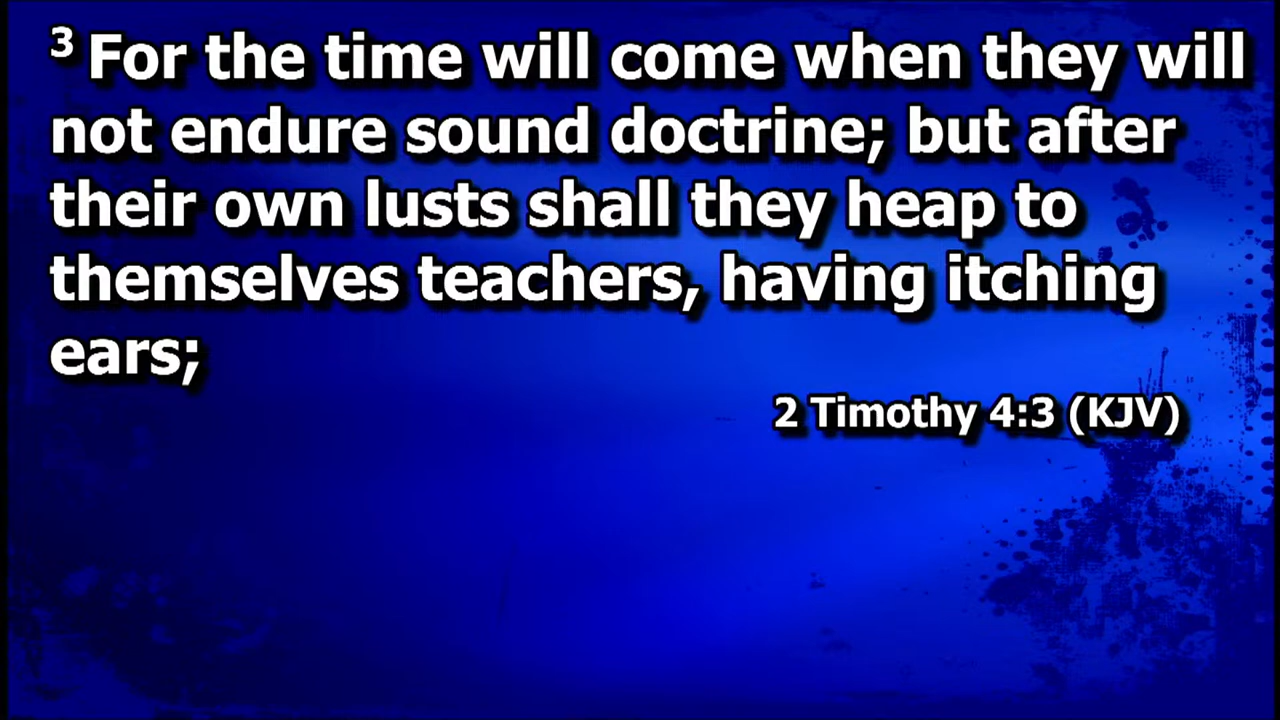 3 For the time will come when they will
not endure sound doctrine; but after
their own lusts shall they heap to
themselves teachers, having itching
ears;
2 Timothy 4:3 (KJV)